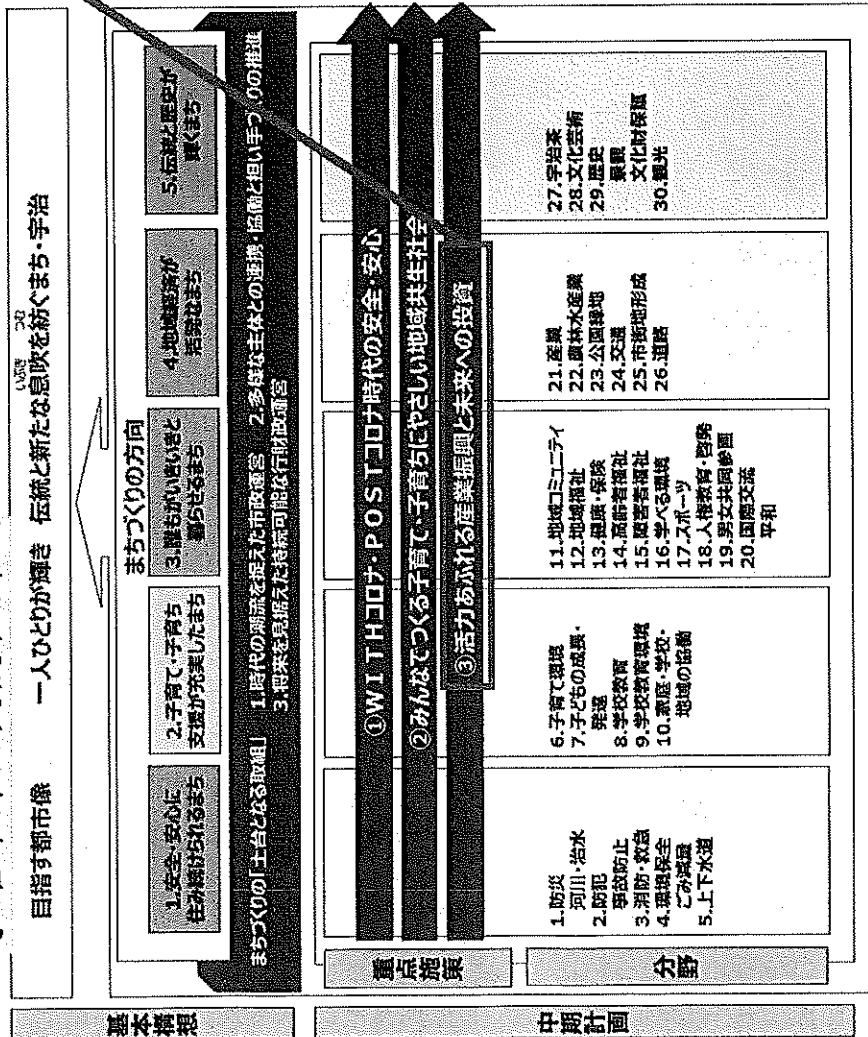 目指す都市像 一人ひとりが輝き 伝統と新たな息吹を紡ぐまち・宇治
いぶき つむ
基本構想
まちづくりの方向
1.安全・安心に
住み続けられるまち
2.子育て・子育ち
支援が充実したまち
3.誰もがいきいきと
暮らせるまち
4.地域経済が
活発なまち
5.伝統と歴史が
輝くまち
まちづくりの「土台となる取組」
1.時代の潮流を捉えた市政運営 2.多様な主体との連携・協働と担い手づくりの推進
3.将来を見据えた持続可能な行財政運営
中期計画
重点施策
①WITHコロナ・POSTコロナ時代の安全・安心
②みんなでつくる子育て・子育ちにやさしい地域共生社会
③活力あふれる産業振興と未来への投資
分野
1.防災
河川・治水
2.防犯
事故防止
3.消防・救急
4.環境保全
ごみ減量
5.上下水道
6.子育て環境
7.子どもの成長・
発達
8.学校教育
9.学校教育環境
10.家庭・学校・
地域の協働
11.地域コミュニティ
12.地域福祉
13.健康・保険
14.高齢者福祉
15.障害者福祉
16.学べる環境
17.スポーツ
18.人権教育・啓発
19.男女共同参画
20.国際交流
平和
21.産業
22.農林水産業
23.公園緑地
24.交通
25.市街地形成
26.道路
27.宇治茶
28.文化芸術
29.歴史
景観
文化財保護
30.観光